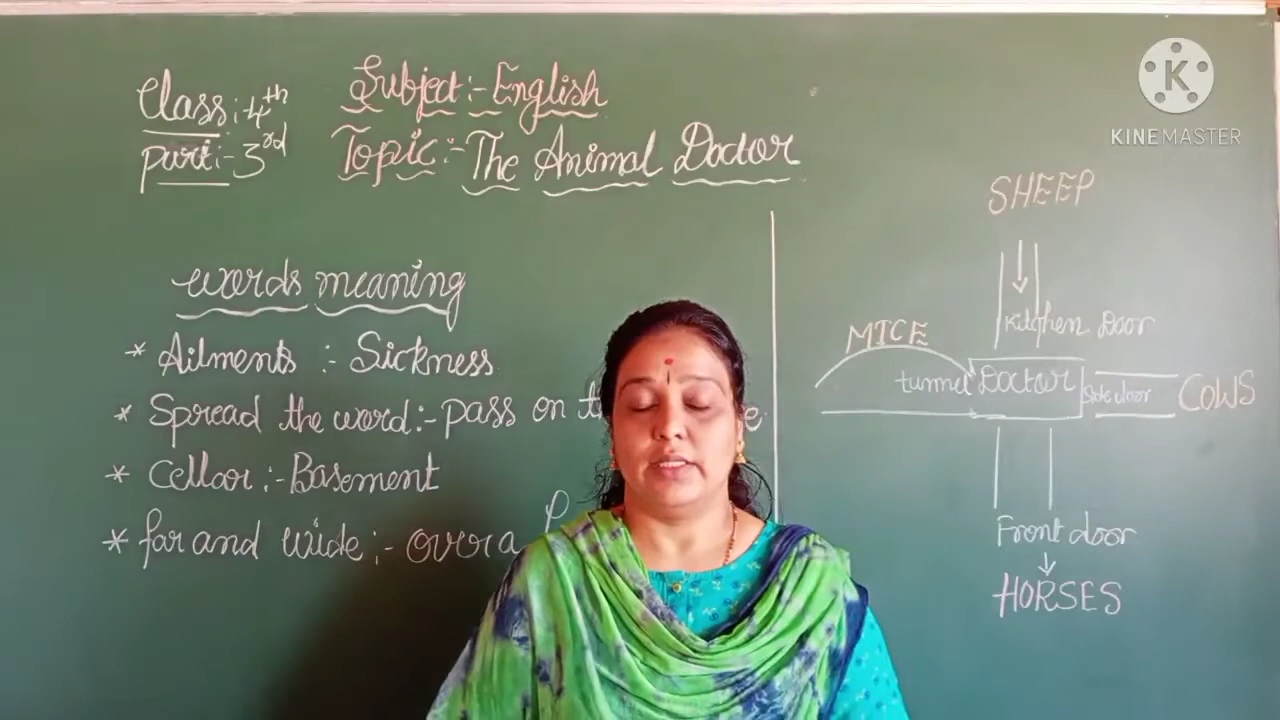 Class:4th
Subject:-English
Part:-3rd
Topic:-The Animal Doctor
words meaning
* Ailments :- Sickness
* Spread the word:- pass on
* Cellar:- Basement
* far and wide:- over a
SHEEP
Kitchen Door
MICE
tunnel Doctor Side door COWS
Front door
HORSES
K
KINEMASTER